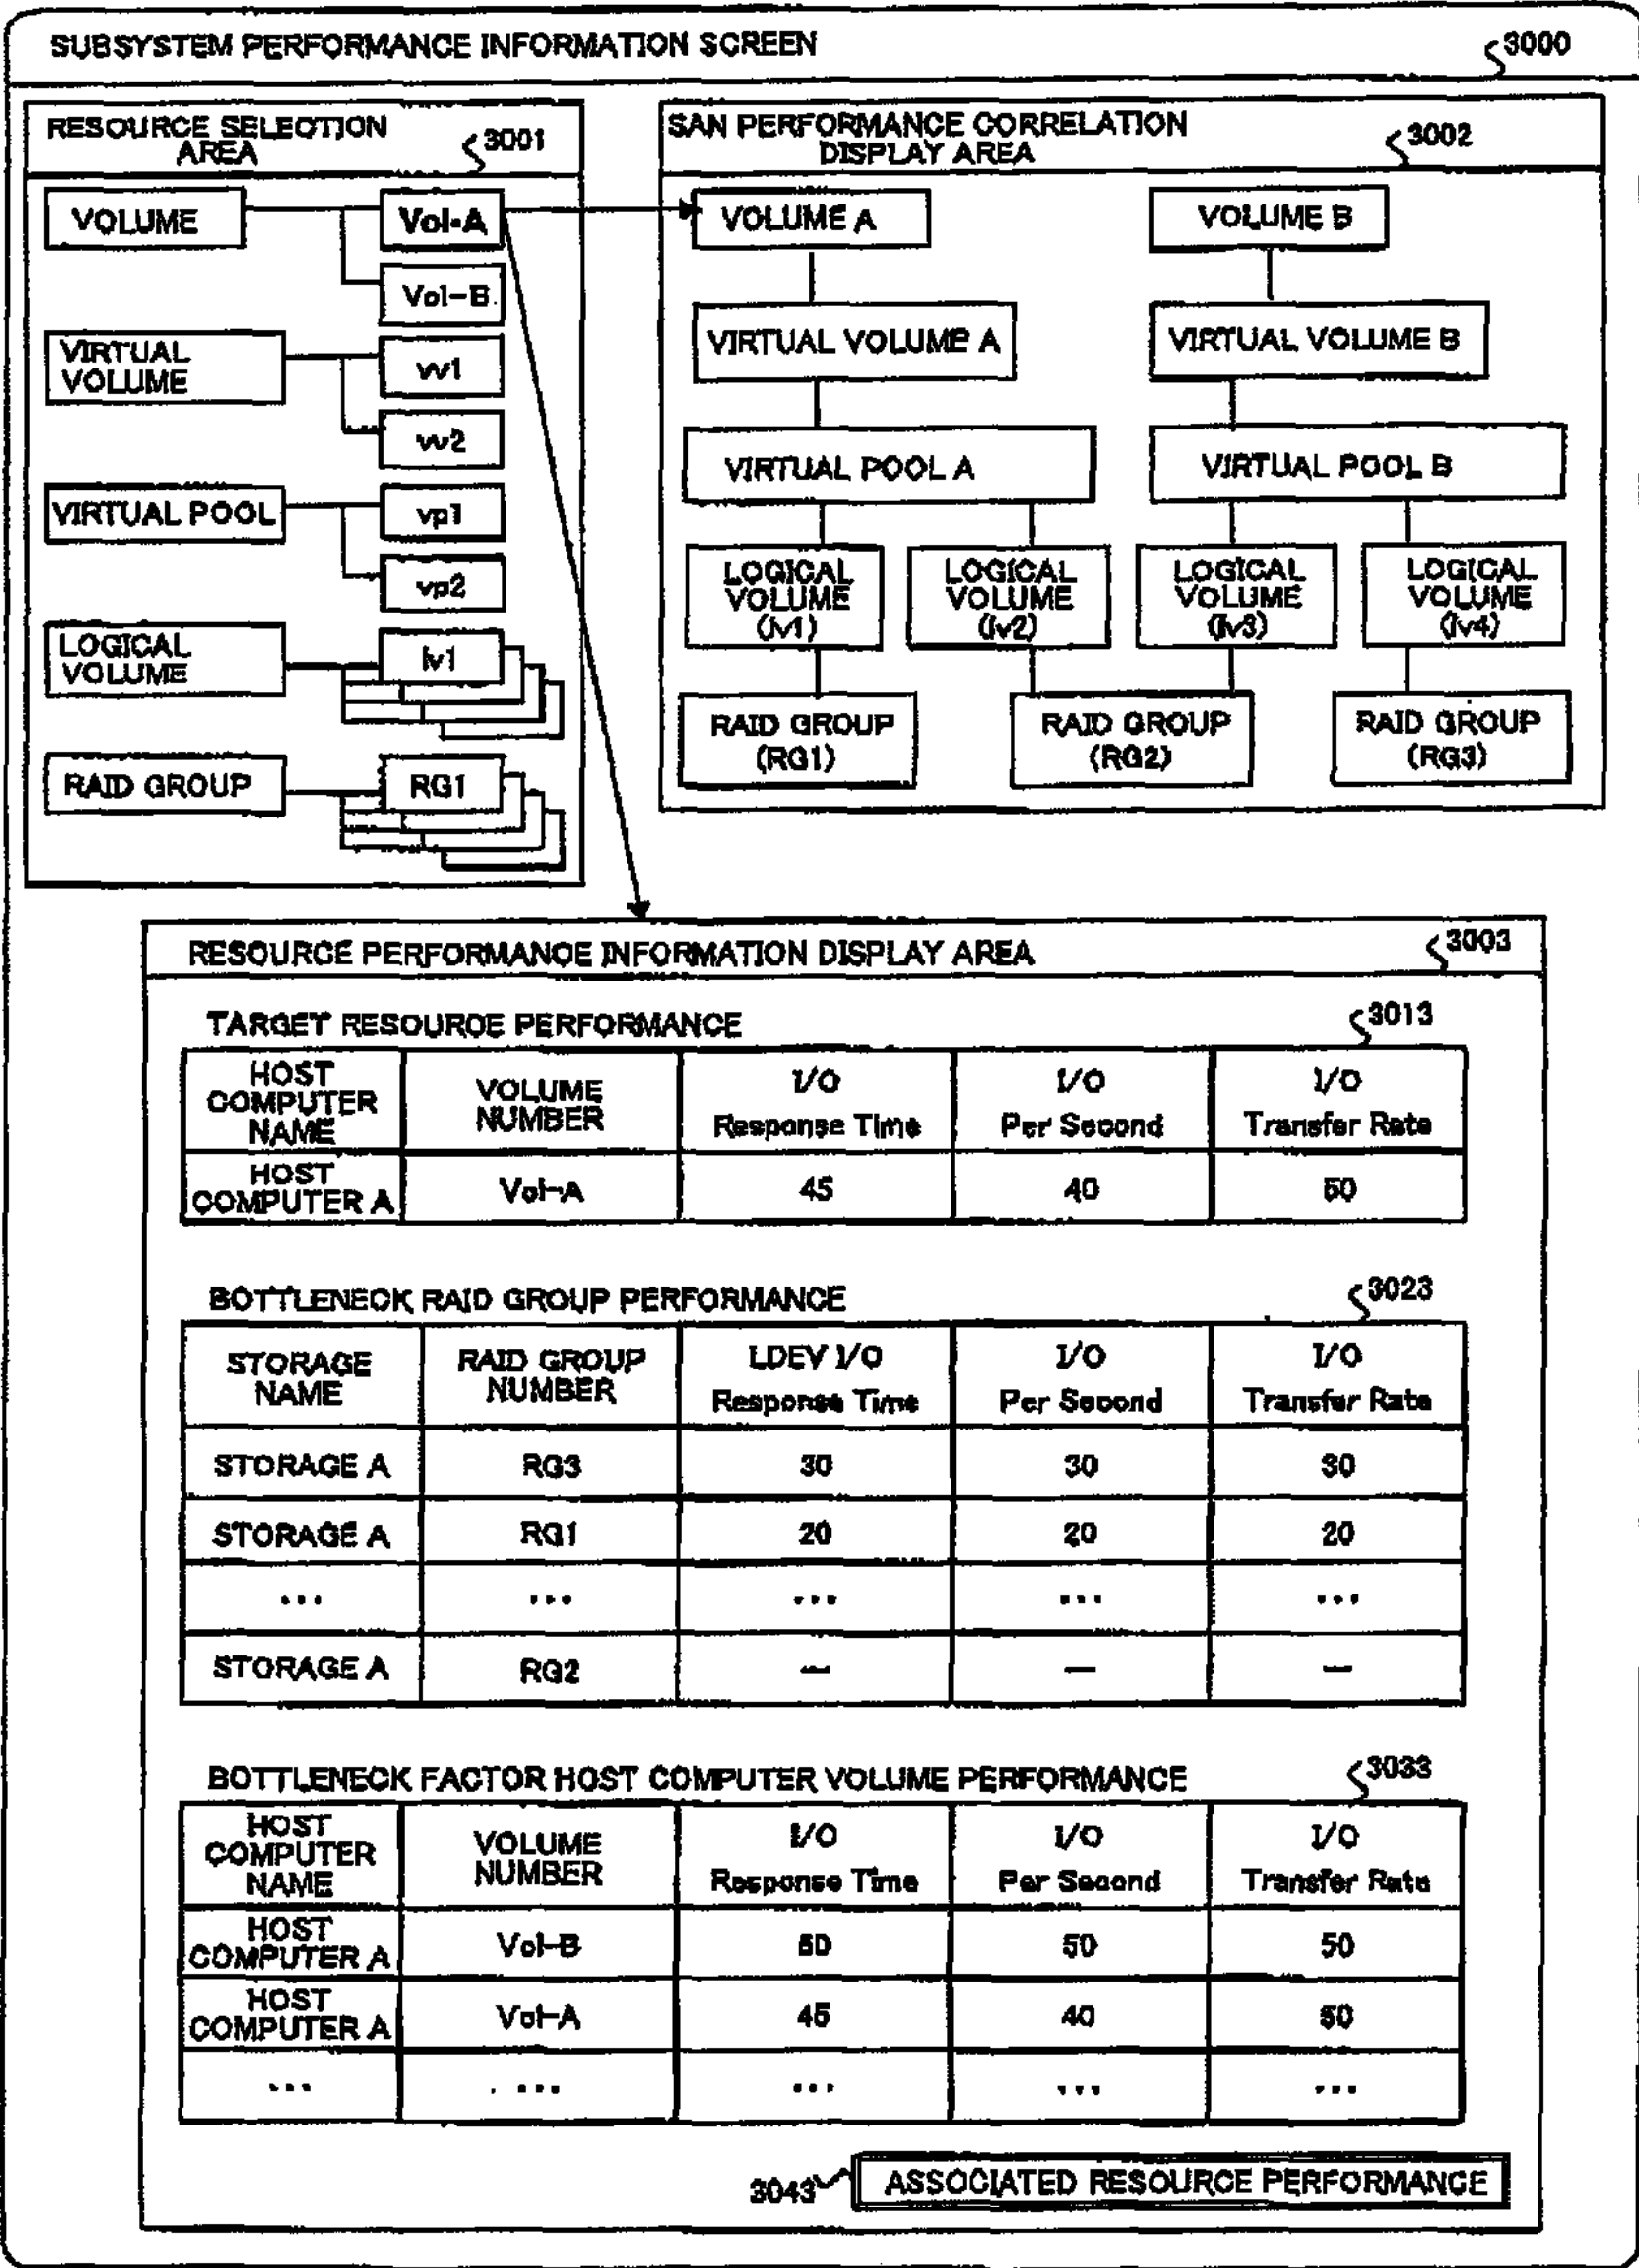 SUBSYSTEM PERFORMANCE INFORMATION SCREEN
3000
RESOURCE SELECTION
AREA
3001
VOLUME
Vol-A
Vol-B
VIRTUAL
VOLUME
vv1
vv2
VIRTUAL POOL
vp1
vp2
LOGICAL
VOLUME
lv1
RAID GROUP
RG1
SAN PERFORMANCE CORRELATION
DISPLAY AREA
3002
VOLUME A
VOLUME B
VIRTUAL VOLUME A
VIRTUAL VOLUME B
VIRTUAL POOL A
VIRTUAL POOL B
LOGICAL
VOLUME
(lv1)
LOGICAL
VOLUME
(lv2)
LOGICAL
VOLUME
(lv3)
LOGICAL
VOLUME
(lv4)
RAID GROUP
(RG1)
RAID GROUP
(RG2)
RAID GROUP
(RG3)
RESOURCE PERFORMANCE INFORMATION DISPLAY AREA
3003
TARGET RESOURCE PERFORMANCE
3013
HOST
COMPUTER
NAME
VOLUME
NUMBER
I/O
Response Time
I/O
Per Second
I/O
Transfer Rate
HOST
COMPUTER A
Vol-A
45
40
50
BOTTLENECK RAID GROUP PERFORMANCE
3023
STORAGE
NAME
RAID GROUP
NUMBER
LDEV I/O
Response Time
I/O
Per Second
I/O
Transfer Rate
STORAGE A
RG3
30
30
30
STORAGE A
RG1
20
20
20
...
...
...
...
...
STORAGE A
RG2
—
—
—
BOTTLENECK FACTOR HOST COMPUTER VOLUME PERFORMANCE
3033
HOST
COMPUTER
NAME
VOLUME
NUMBER
I/O
Response Time
I/O
Per Second
I/O
Transfer Rate
HOST
COMPUTER A
Vol-B
50
50
50
HOST
COMPUTER A
Vol-A
45
40
50
...
...
...
...
...
3043
ASSOCIATED RESOURCE PERFORMANCE